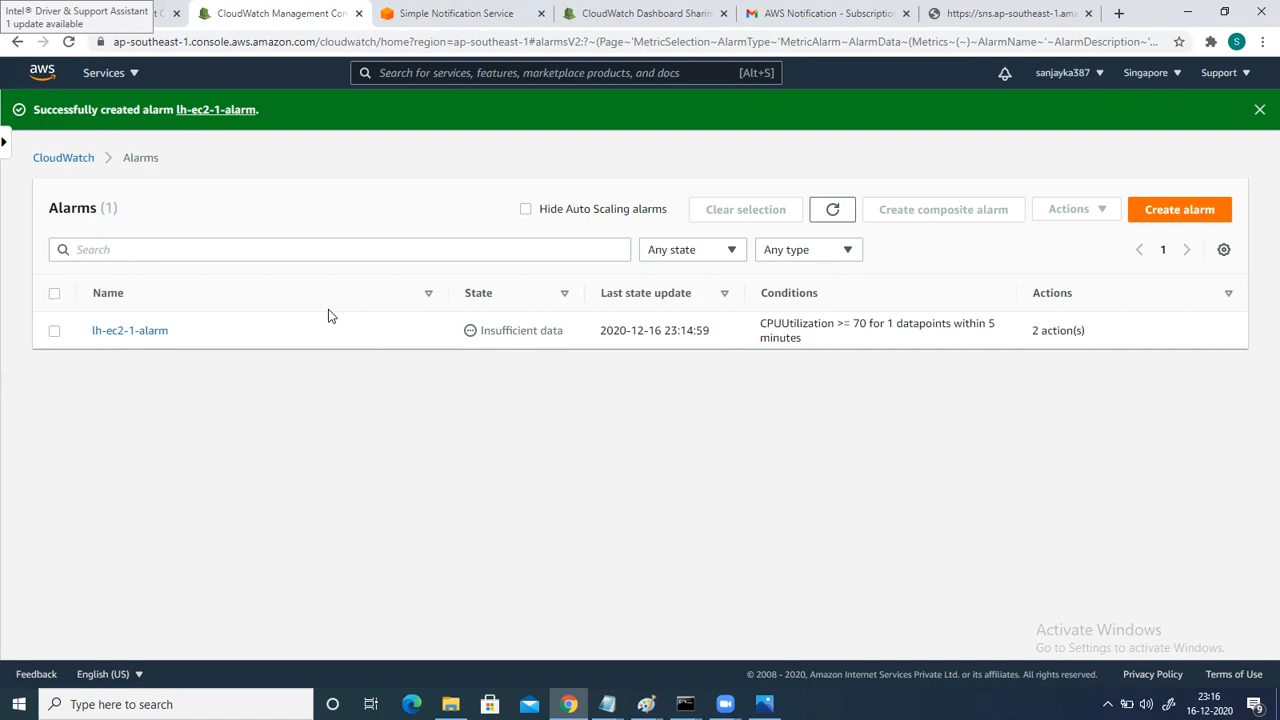 Intel® Driver & Support Assistant
1 update available
CloudWatch Management Con
Simple Notification Service
CloudWatch Dashboard Sharin
AWS Notification - Subscription
https://sns.ap-southeast-1.ama
ap-southeast-1.console.aws.amazon.com/cloudwatch/home?region=ap-southeast-1#alarmsV2:?~(Page~'MetricSelection~AlarmType~'MetricAlarm~AlarmData~(Metrics~(~)~AlarmName~'~AlarmDescription~'...
S
aws
Services
Search for services, features, marketplace products, and docs
[Alt+S]
sanjayka387
Singapore
Support
Successfully created alarm lh-ec2-1-alarm.
CloudWatch
Alarms
Alarms (1)
Hide Auto Scaling alarms
Clear selection
Create composite alarm
Actions
Create alarm
Search
Any state
Any type
1
Name
State
Last state update
Conditions
Actions
lh-ec2-1-alarm
Insufficient data
2020-12-16 23:14:59
CPUUtilization >= 70 for 1 datapoints within 5
minutes
2 action(s)
Activate Windows
Go to Settings to activate Windows.
Feedback
English (US)
© 2008 - 2020, Amazon Internet Services Private Ltd. or its affiliates. All rights reserved.
Privacy Policy
Terms of Use
Type here to search
23:16
16-12-2020